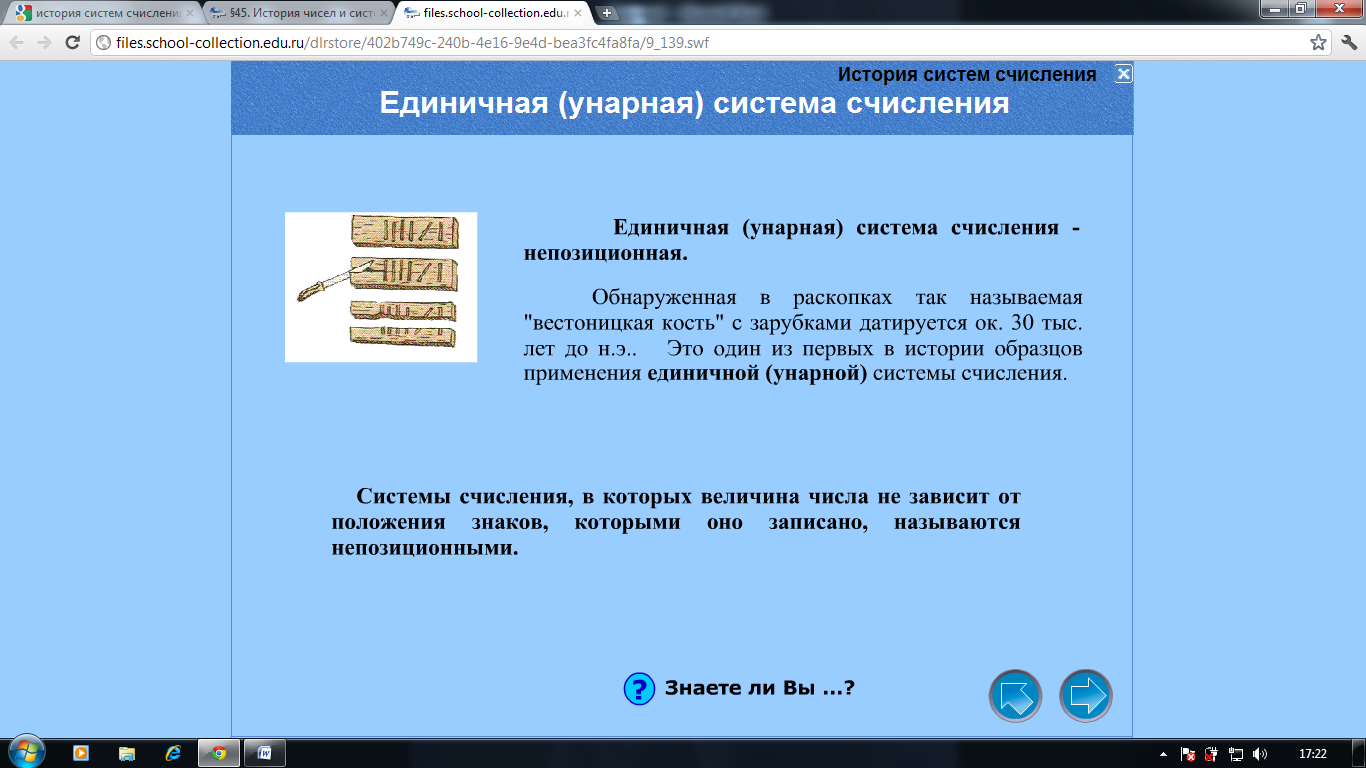 история систем счислени
§45. История чисел и сист
files.school-collection.edu.r
files.school-collection.edu.ru/dlrstore/402b749c-240b-4e16-9e4d-bea3fc4fa8fa/9_139.swf
История систем счисления
Единичная (унарная) система счисления
Единичная (унарная) система счисления -
непозиционная.
Обнаруженная в раскопках так называемая
"вестоницкая кость" с зарубками датируется ок. 30 тыс.
лет до н.э.. Это один из первых в истории образцов
применения единичной (унарной) системы счисления.
Системы счисления, в которых величина числа не зависит от
положения знаков, которыми оно записано, называются
непозиционными.
? Знаете ли Вы ...?
17:22